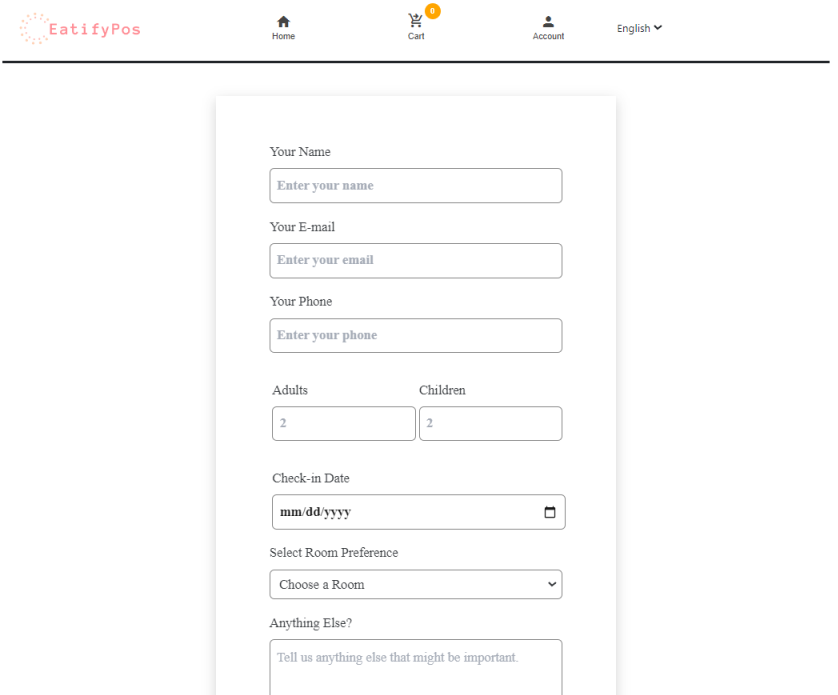 EatifyPos
0
Home
Cart
Account
English
Your Name
Enter your name
Your E-mail
Enter your email
Your Phone
Enter your phone
Adults
Children
2
2
Check-in Date
mm/dd/yyyy
Select Room Preference
Choose a Room
Anything Else?
Tell us anything else that might be important.